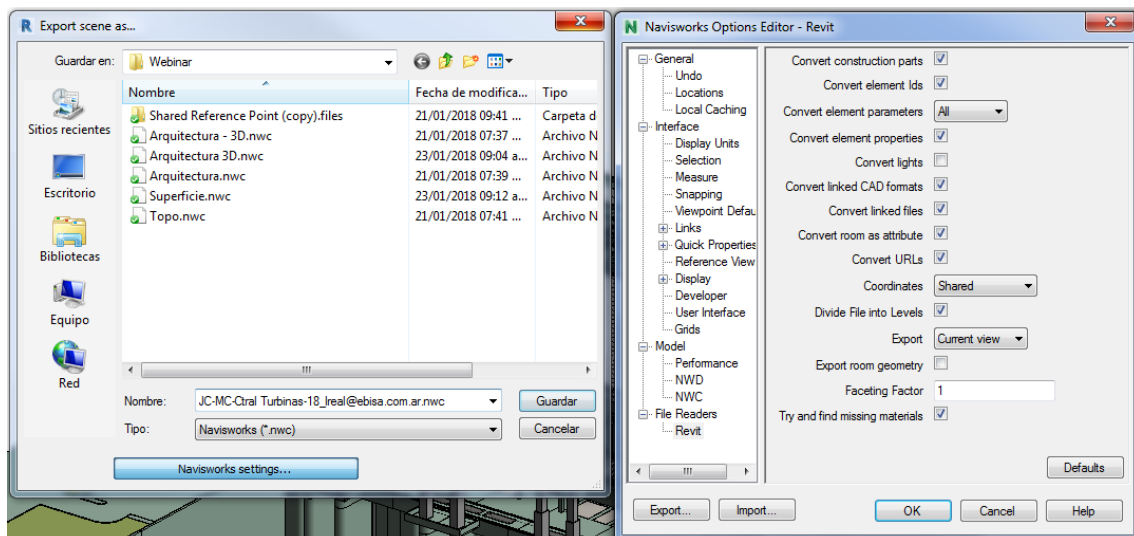 Export scene as...
Guardar en: Webinar
Nombre Fecha de modifica... Tipo
Shared Reference Point (copy).files 21/01/2018 09:41 ... Carpeta d
Arquitectura - 3D.nwc 21/01/2018 07:37 ... Archivo N
Arquitectura 3D.nwc 23/01/2018 09:04 a... Archivo N
Arquitectura.nwc 21/01/2018 07:39 ... Archivo N
Superficie.nwc 23/01/2018 09:12 a... Archivo N
Topo.nwc 21/01/2018 07:41 ... Archivo N
Sitios recientes
Escritorio
Bibliotecas
Equipo
Red
Nombre: JC-MC-Ctral Turbinas-18_lreal@ebisa.com.ar.nwc Guardar
Tipo: Navisworks (*.nwc) Cancelar
Navisworks settings...
Navisworks Options Editor - Revit
General
Undo
Locations
Local Caching
Interface
Display Units
Selection
Measure
Snapping
Viewpoint Defau
Links
Quick Properties
Reference View
Display
Developer
User Interface
Grids
Model
Performance
NWD
NWC
File Readers
Revit
Convert construction parts
Convert element Ids
Convert element parameters All
Convert element properties
Convert lights
Convert linked CAD formats
Convert linked files
Convert room as attribute
Convert URLs
Coordinates Shared
Divide File into Levels
Export Current view
Export room geometry
Faceting Factor 1
Try and find missing materials
Defaults
Export... Import... OK Cancel Help